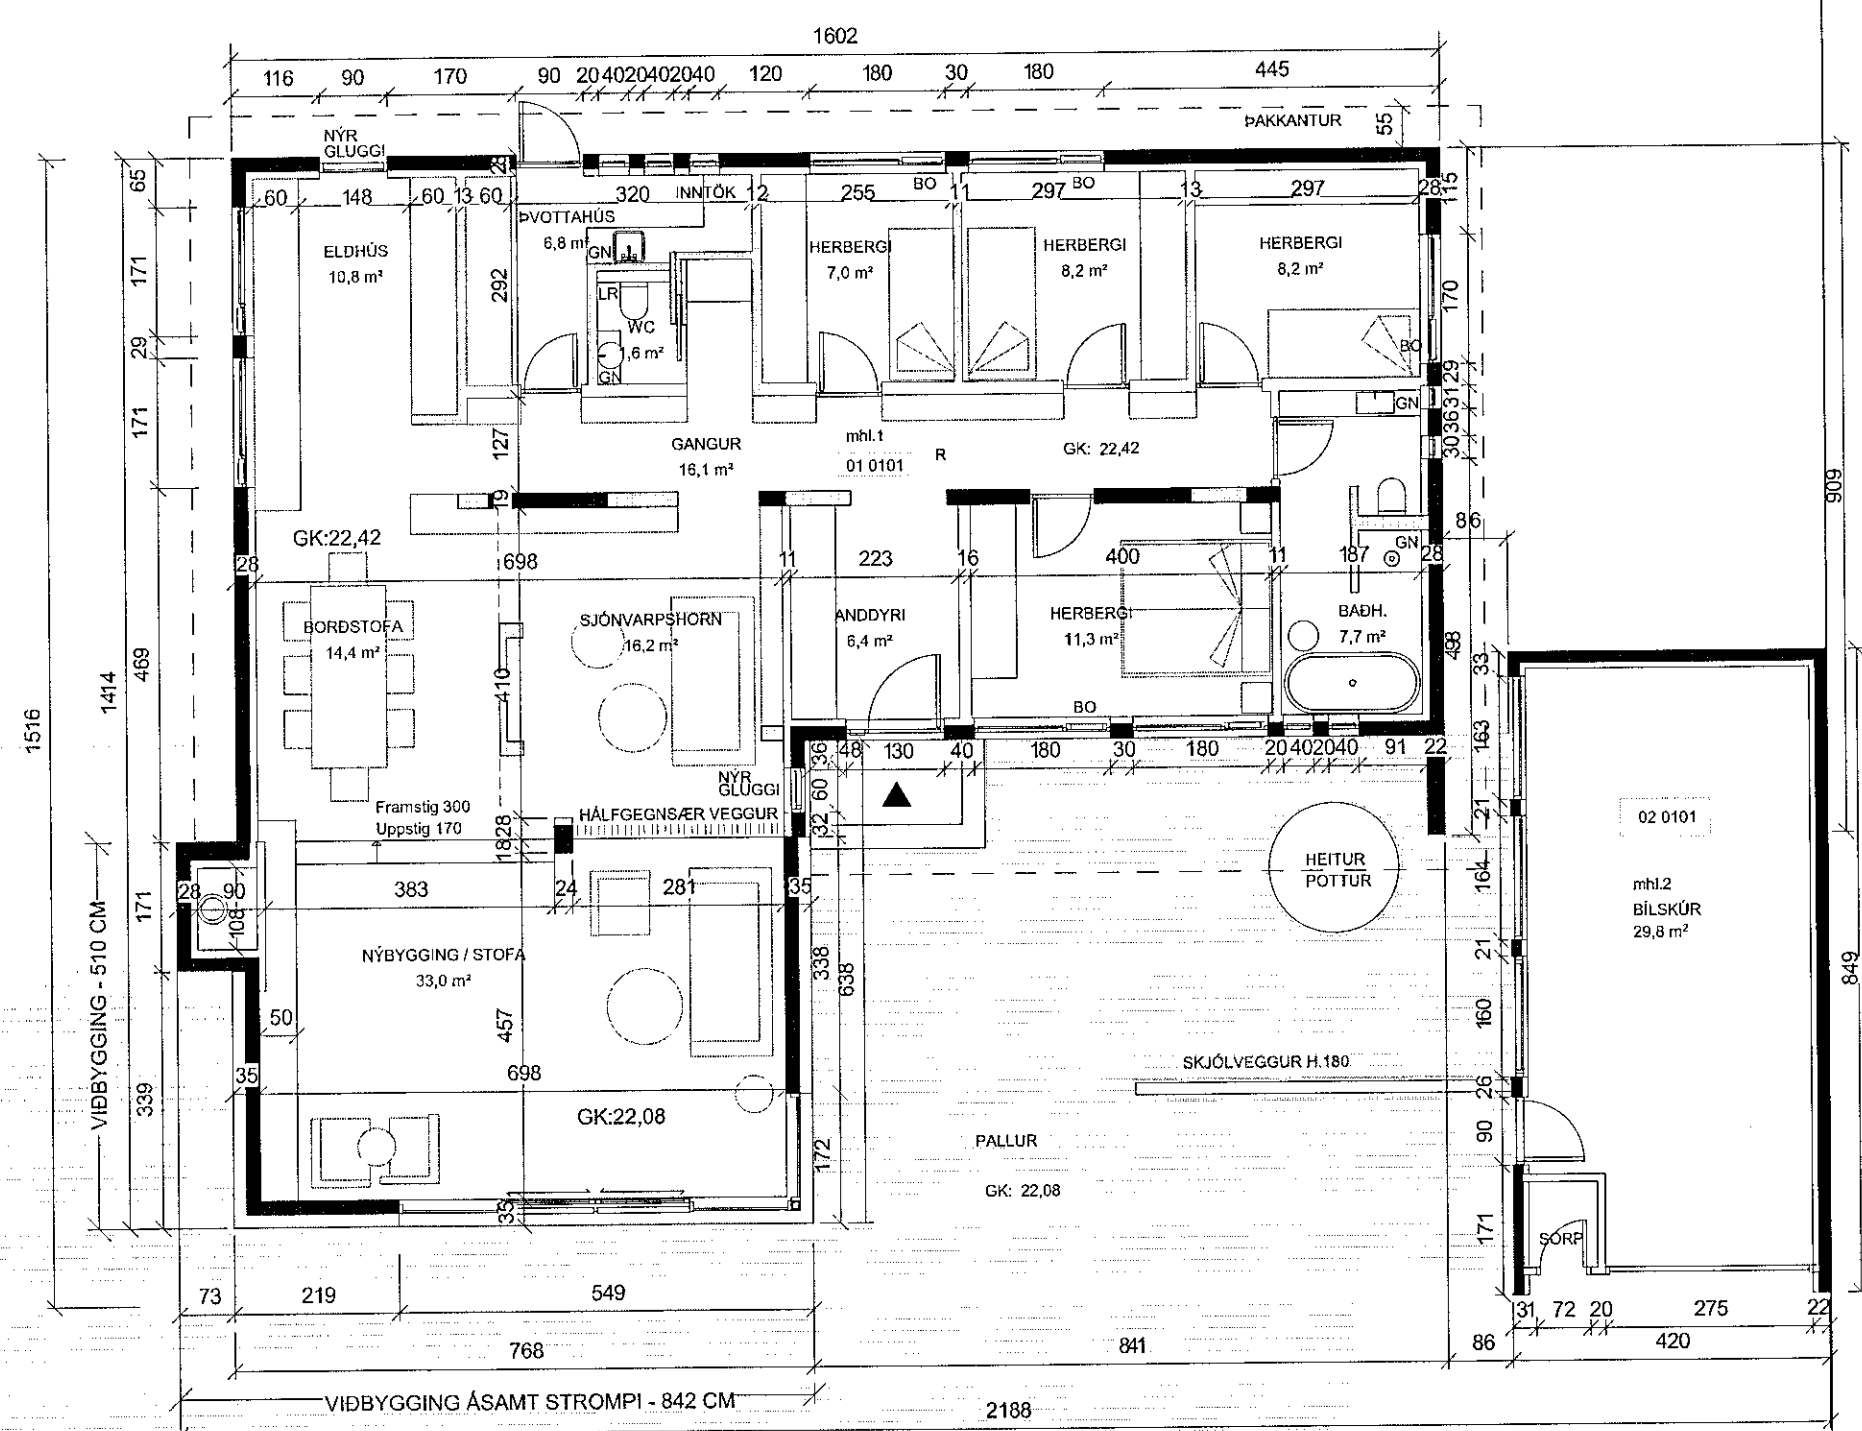 1602
116 90 170 90 20 40 20 40 20 40 120 180 30 180 445
ÞAKKANTUR
55
NÝR
GLUGGI
60 148 60 13 60 320 INNTÖK 12 255 11 297 13 297 28
BO BO
ÞVOTTAHÚS
6,8 m²
GN
ELDHÚS
10,8 m²
HERBERGI
7,0 m²
HERBERGI
8,2 m²
HERBERGI
8,2 m²
BO
292
LR
WC
1,6 m²
GN
65
171
29
171
469
1414
1516
115
170
29
31
36
30
498
909
GN
127
GANGUR
16,1 m²
mhl.1
01 0101
R
GK: 22,42
19
GK:22,42
28 698 11 223 16 400 11 187 28
GN
86
BORÐSTOFA
14,4 m²
SJÓNVARPSHORN
16,2 m²
ANDDYRI
6,4 m²
HERBERGI
11,3 m²
BAÐH.
7,7 m²
410
BO
36 48 130 40 180 30 180 20 40 20 40 91 22
60
32
NÝR
GLUGGI
HÁLFGEGNSÆR VEGGUR
Framstig 300
Uppstig 170
28
18
33
163
21
164
21
160
26
90
171
849
02 0101
mhl.2
BÍLSKÚR
29,8 m²
HEITUR
POTTUR
28 90 383 24 281 35
108
171
339
VIÐBYGGING - 510 CM
NÝBYGGING / STOFA
33,0 m²
338
638
457
50
35 698
GK:22,08
SKJÓLVEGGUR H.180
PALLUR
GK: 22,08
172
35
SORP
73 219 549
31 72 20 275 22
768 841 86 420
VIÐBYGGING ÁSAMT STROMPI - 842 CM
2188